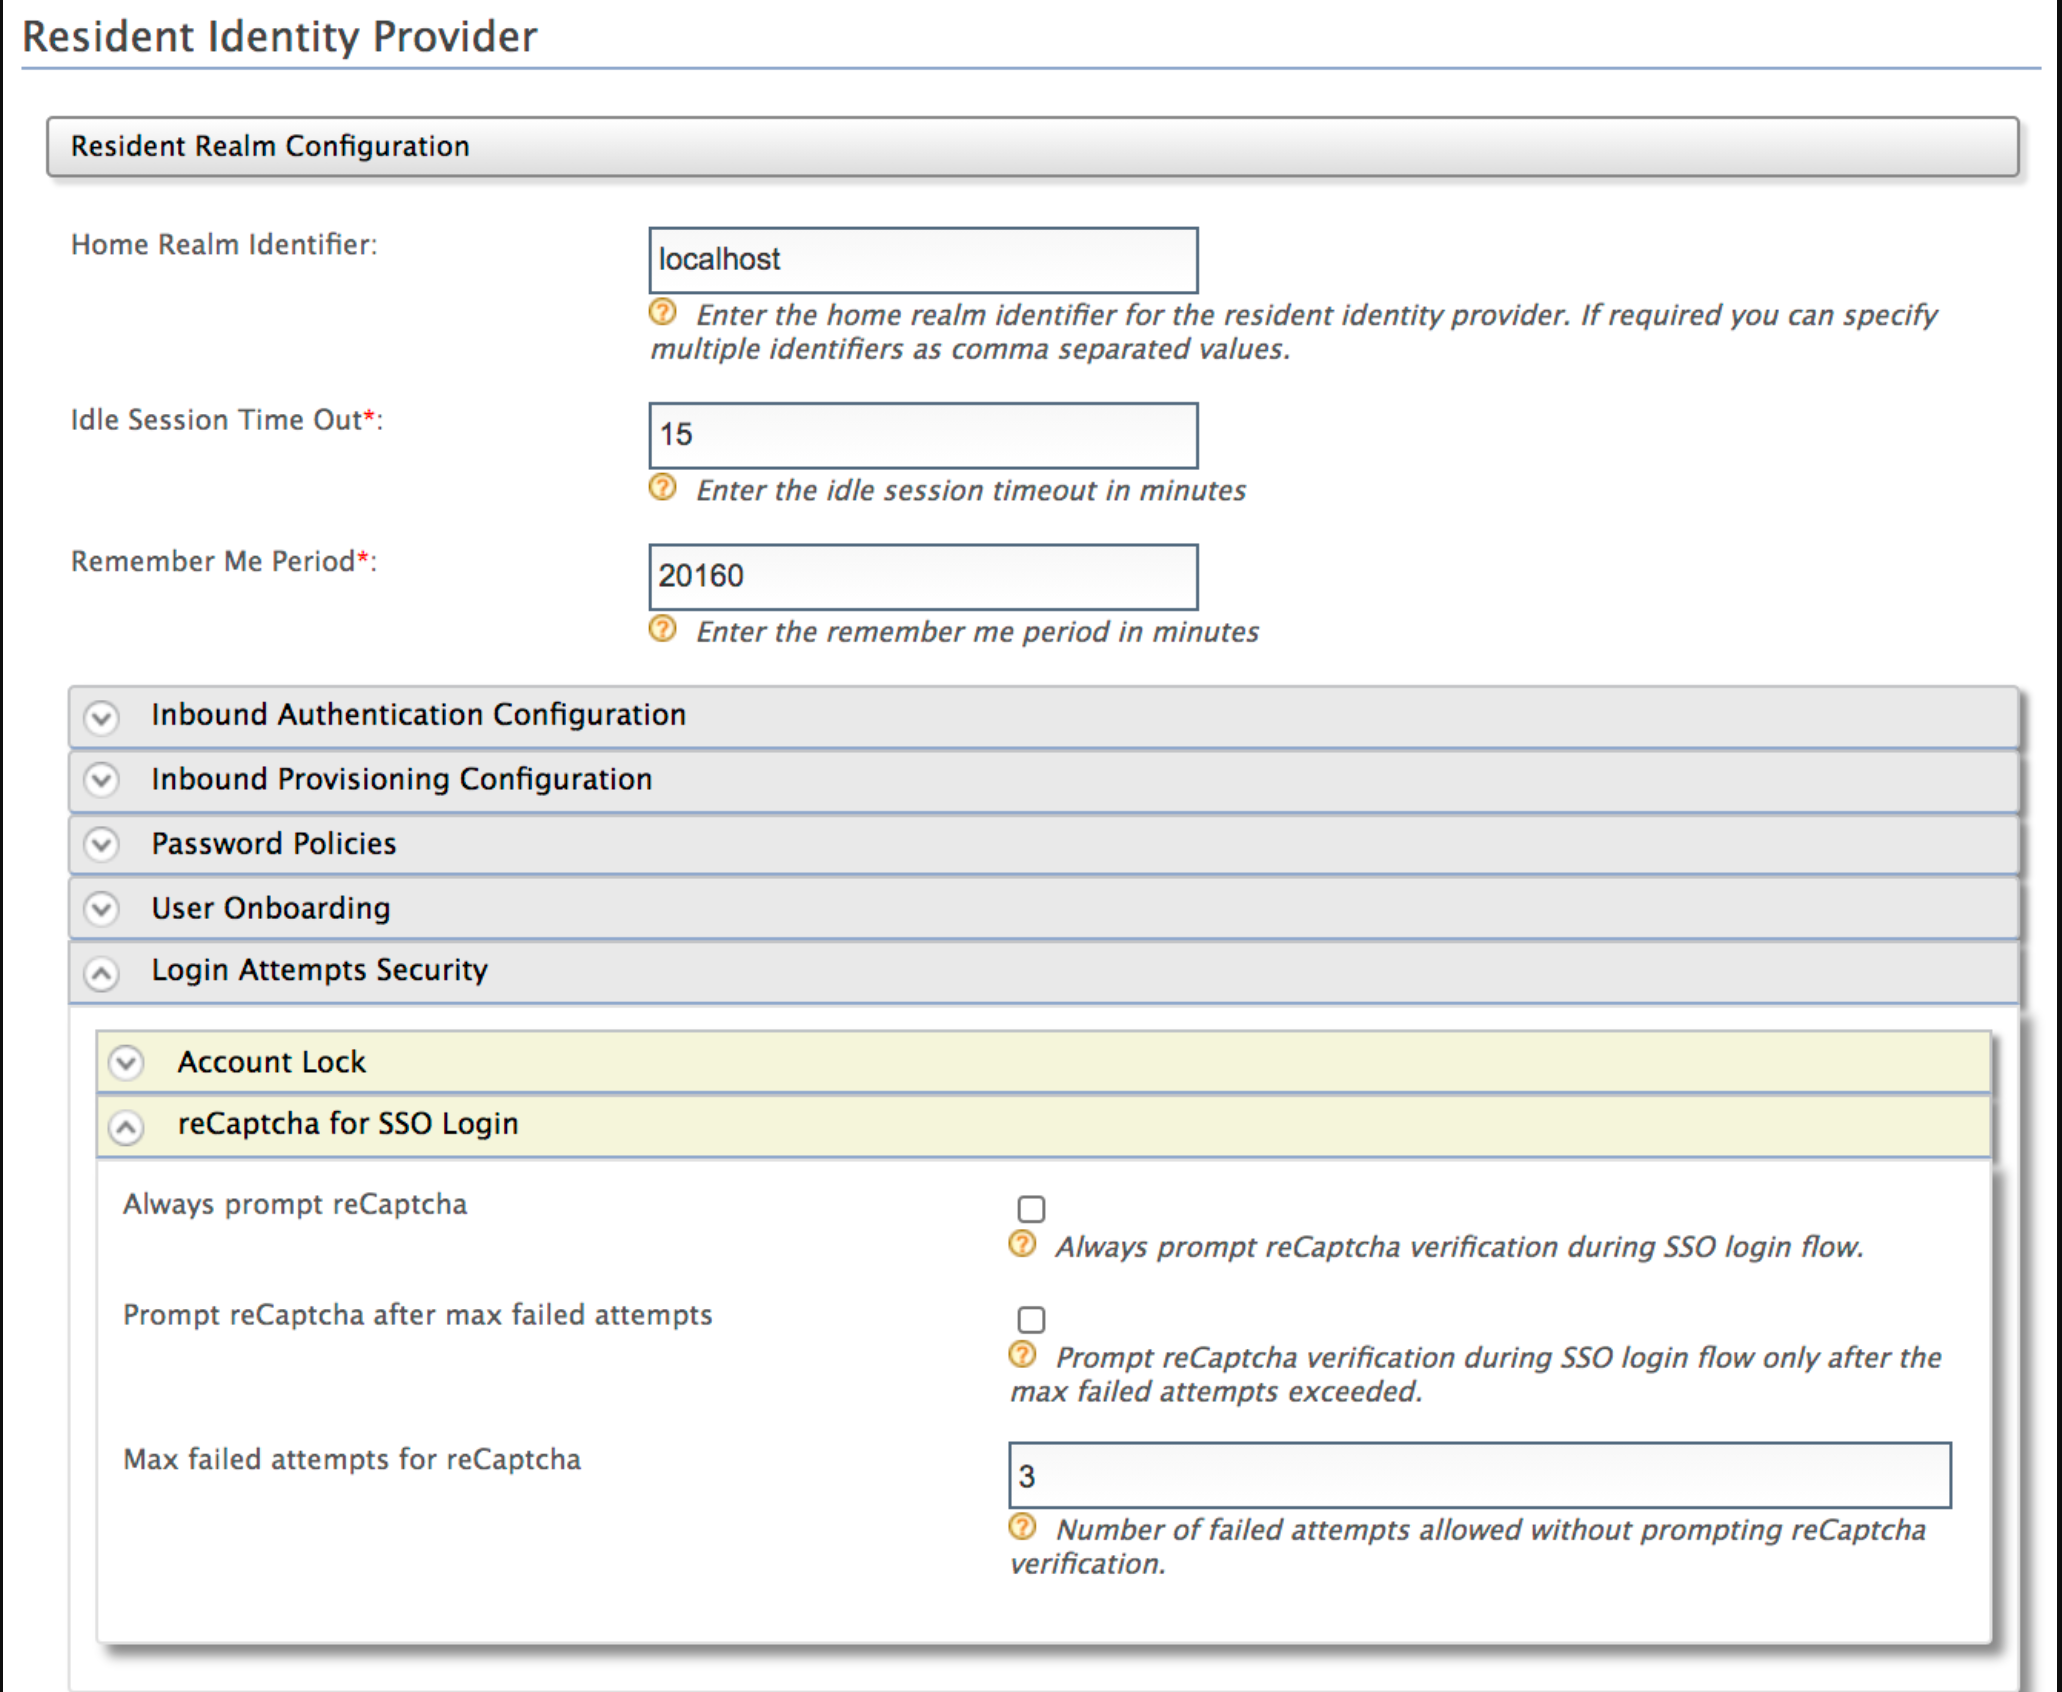 Resident Identity Provider
Resident Realm Configuration
Home Realm Identifier:
localhost
Enter the home realm identifier for the resident identity provider. If required you can specify
multiple identifiers as comma separated values.
Idle Session Time Out*:
15
Enter the idle session timeout in minutes
Remember Me Period*:
20160
Enter the remember me period in minutes
Inbound Authentication Configuration
Inbound Provisioning Configuration
Password Policies
User Onboarding
Login Attempts Security
Account Lock
reCaptcha for SSO Login
Always prompt reCaptcha
Always prompt reCaptcha verification during SSO login flow.
Prompt reCaptcha after max failed attempts
Prompt reCaptcha verification during SSO login flow only after the
max failed attempts exceeded.
Max failed attempts for reCaptcha
3
Number of failed attempts allowed without prompting reCaptcha
verification.